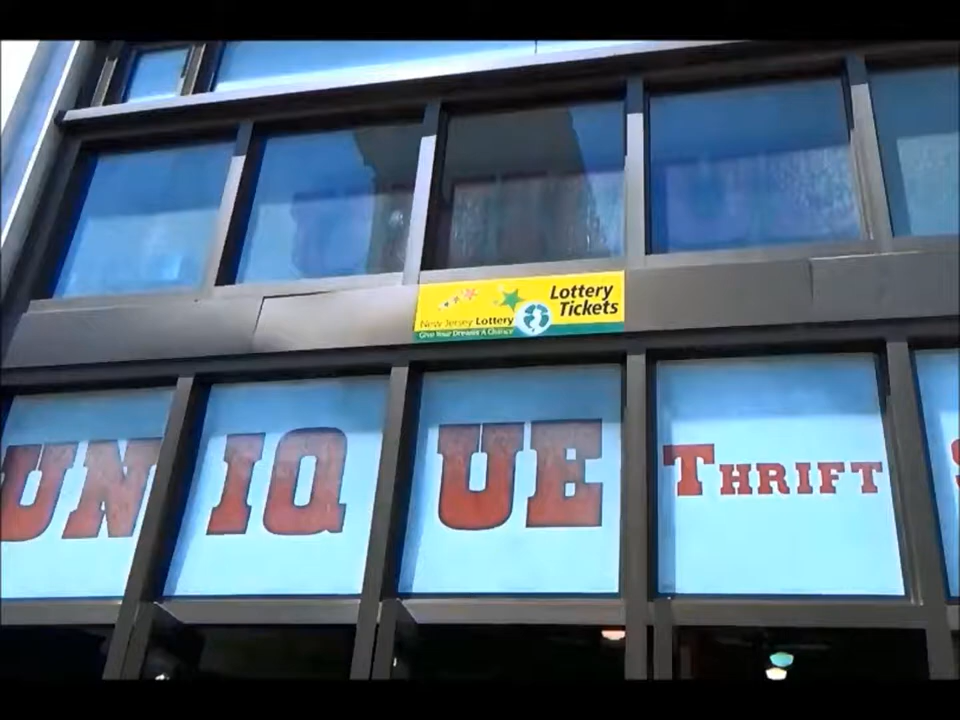 New Jersey Lottery
Give Your Dreams A Chance
Lottery
Tickets
UNIQUE THRIFT S